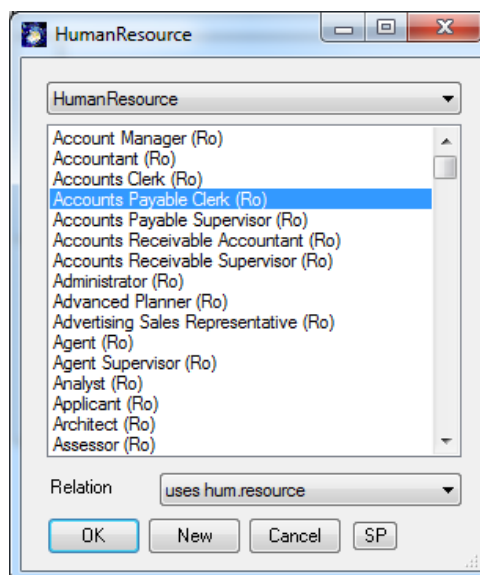 HumanResource
HumanResource
Account Manager (Ro)
Accountant (Ro)
Accounts Clerk (Ro)
Accounts Payable Clerk (Ro)
Accounts Payable Supervisor (Ro)
Accounts Receivable Accountant (Ro)
Accounts Receivable Supervisor (Ro)
Administrator (Ro)
Advanced Planner (Ro)
Advertising Sales Representative (Ro)
Agent (Ro)
Agent Supervisor (Ro)
Analyst (Ro)
Applicant (Ro)
Architect (Ro)
Assessor (Ro)
Relation uses hum.resource
OK New Cancel SP